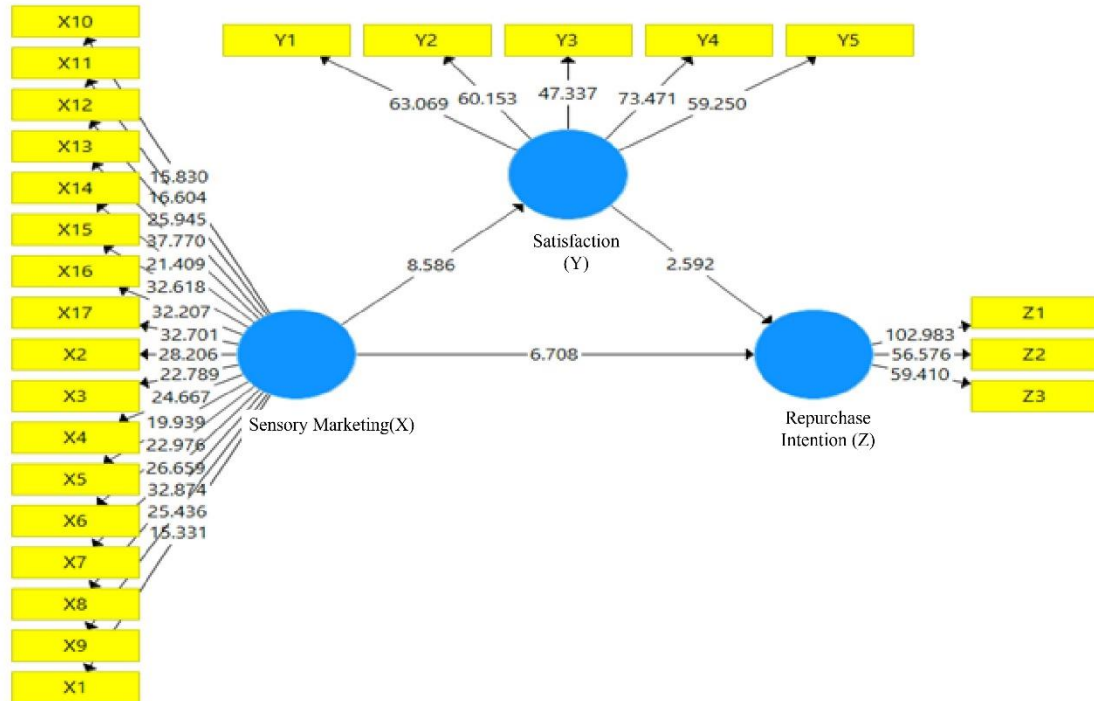 X10
X11
X12
X13
X14
X15
X16
X17
X2
X3
X4
X5
X6
X7
X8
X9
X1
15.830
16.604
25.945
37.770
21.409
32.618
32.207
32.701
28.206
22.789
24.667
19.939
22.976
26.659
32.874
25.436
15.331
Sensory Marketing(X)
Y1
Y2
Y3
Y4
Y5
63.069
60.153
47.337
73.471
59.250
Satisfaction
(Y)
8.586
2.592
6.708
Repurchase
Intention (Z)
102.983
56.576
59.410
Z1
Z2
Z3